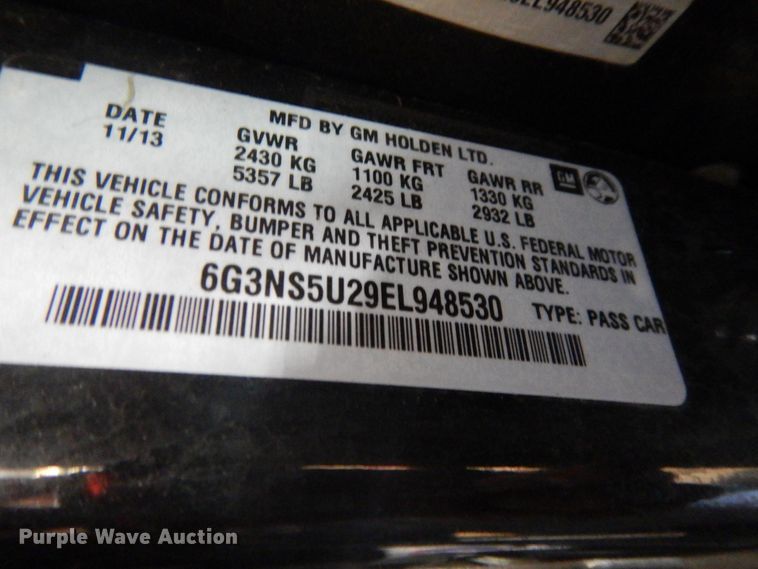 EL948530
DATE
11/13
MFD BY GM HOLDEN LTD.
GVWR
2430 KG
5357 LB
GAWR FRT
1100 KG
2425 LB
GAWR RR
1330 KG
2932 LB
GM
THIS VEHICLE CONFORMS TO ALL APPLICABLE U.S. FEDERAL MOTOR
VEHICLE SAFETY, BUMPER AND THEFT PREVENTION STANDARDS IN
EFFECT ON THE DATE OF MANUFACTURE SHOWN ABOVE.
6G3NS5U29EL948530
TYPE: PASS CAR
Purple Wave Auction